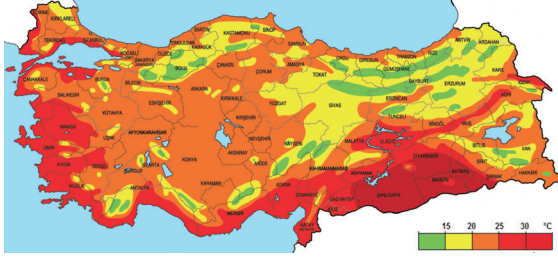 KIRKLARELİ
TEKİRDAĞ
İSTANBUL
KOCAELİ
SAKARYA
DÜZCE
ZONGULDAK
BARTIN
KARABÜK
KASTAMONU
SİNOP
SAMSUN
ORDU
GİRESUN
TRABZON
RİZE
ARTVİN
ARDAHAN
BOLU
ÇANKIRI
ÇORUM
AMASYA
TOKAT
GÜMÜŞHANE
BAYBURT
ERZURUM
KARS
IĞDIR
AĞRI
ÇANAKKALE
BALIKESİR
BURSA
BİLECİK
ESKİŞEHİR
ANKARA
KIRIKKALE
YOZGAT
SİVAS
ERZİNCAN
TUNCELİ
KÜTAHYA
KIRŞEHİR
MANİSA
UŞAK
AFYONKARAHİSAR
NEVŞEHİR
KAYSERİ
MALATYA
ELAZIĞ
BİNGÖL
MUŞ
BİTLİS
VAN
İZMİR
AYDIN
DENİZLİ
BURDUR
ISPARTA
KONYA
AKSARAY
NİĞDE
KAHRAMANMARAŞ
ADIYAMAN
DİYARBAKIR
BATMAN
SİİRT
ŞIRNAK
HAKKARİ
MUĞLA
ANTALYA
KARAMAN
MERSİN
ADANA
OSMANİYE
GAZİANTEP
KİLİS
ŞANLIURFA
MARDİN
HATAY
15 20 25 30 °C